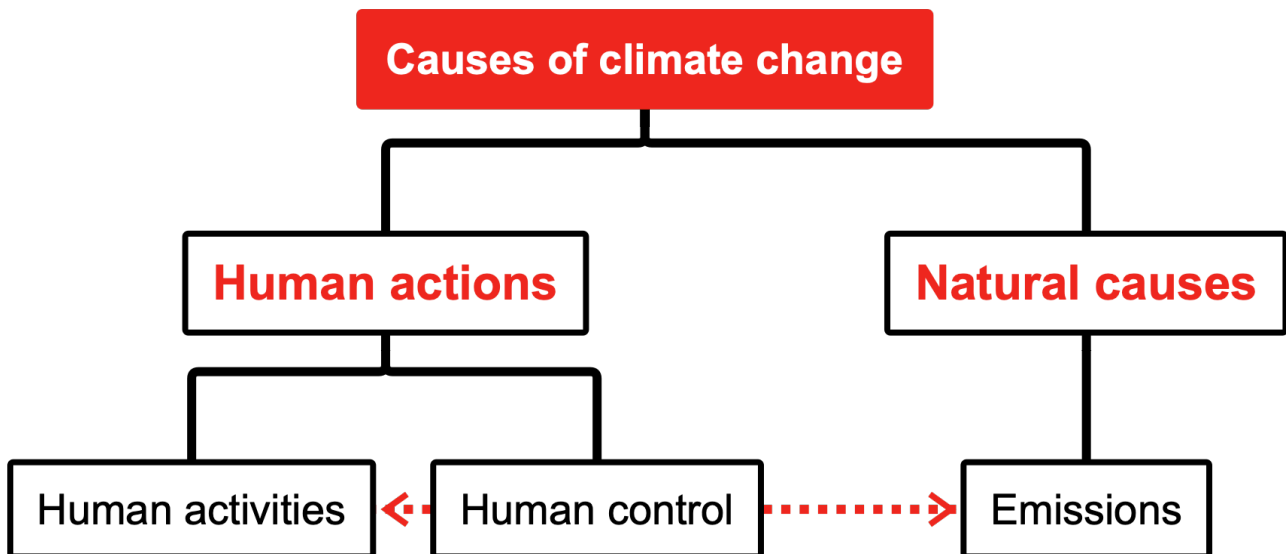 Causes of climate change
Human actions
Natural causes
Human activities
Human control
Emissions